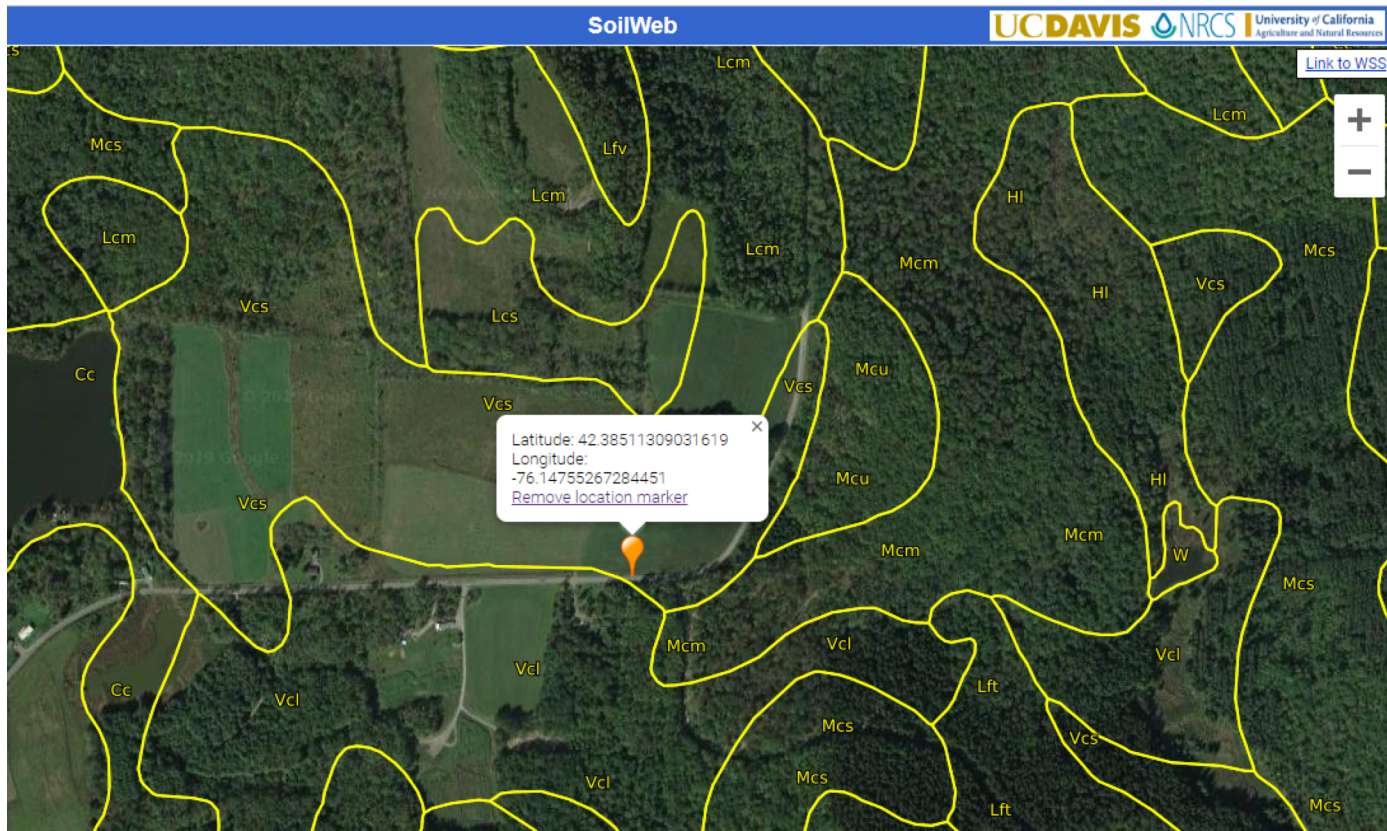 SoilWeb
UCDAVIS
NRCS
University of California
Agriculture and Natural Resources
Link to WSS
+
−
Lcm
Lcm
Mcs
Lfv
Lcm
Hl
Lcm
Lcm
Mcm
Mcs
Vcs
Hl
Vcs
Lcs
Cc
Mcu
Vcs
Vcs
Latitude: 42.38511309031619
Longitude:
-76.14755267284451
Remove location marker
×
Vcs
Mcu
Hl
Mcm
Mcm
W
Mcs
Mcm
Vcl
Vcl
Vcl
Cc
Vcl
Lft
Mcs
Vcs
Mcs
Vcl
Lft
Mcs